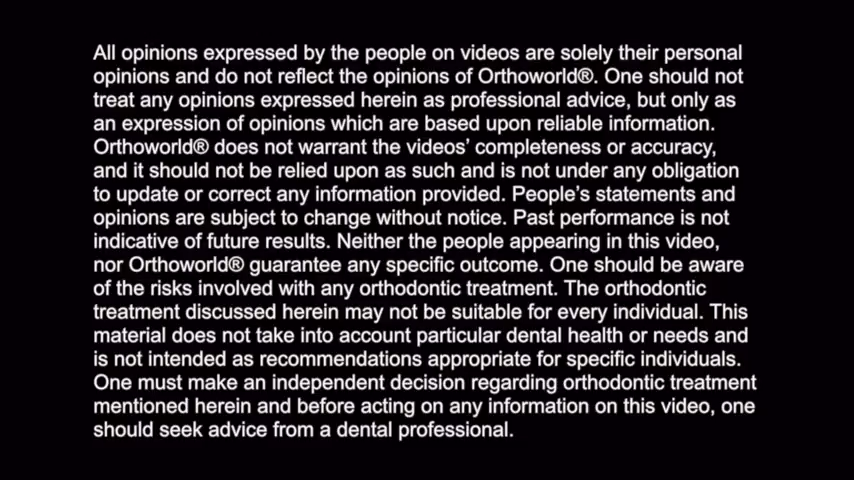 All opinions expressed by the people on videos are solely their personal
opinions and do not reflect the opinions of Orthoworld®. One should not
treat any opinions expressed herein as professional advice, but only as
an expression of opinions which are based upon reliable information.
Orthoworld® does not warrant the videos’ completeness or accuracy,
and it should not be relied upon as such and is not under any obligation
to update or correct any information provided. People’s statements and
opinions are subject to change without notice. Past performance is not
indicative of future results. Neither the people appearing in this video,
nor Orthoworld® guarantee any specific outcome. One should be aware
of the risks involved with any orthodontic treatment. The orthodontic
treatment discussed herein may not be suitable for every individual. This
material does not take into account particular dental health or needs and
is not intended as recommendations appropriate for specific individuals.
One must make an independent decision regarding orthodontic treatment
mentioned herein and before acting on any information on this video, one
should seek advice from a dental professional.